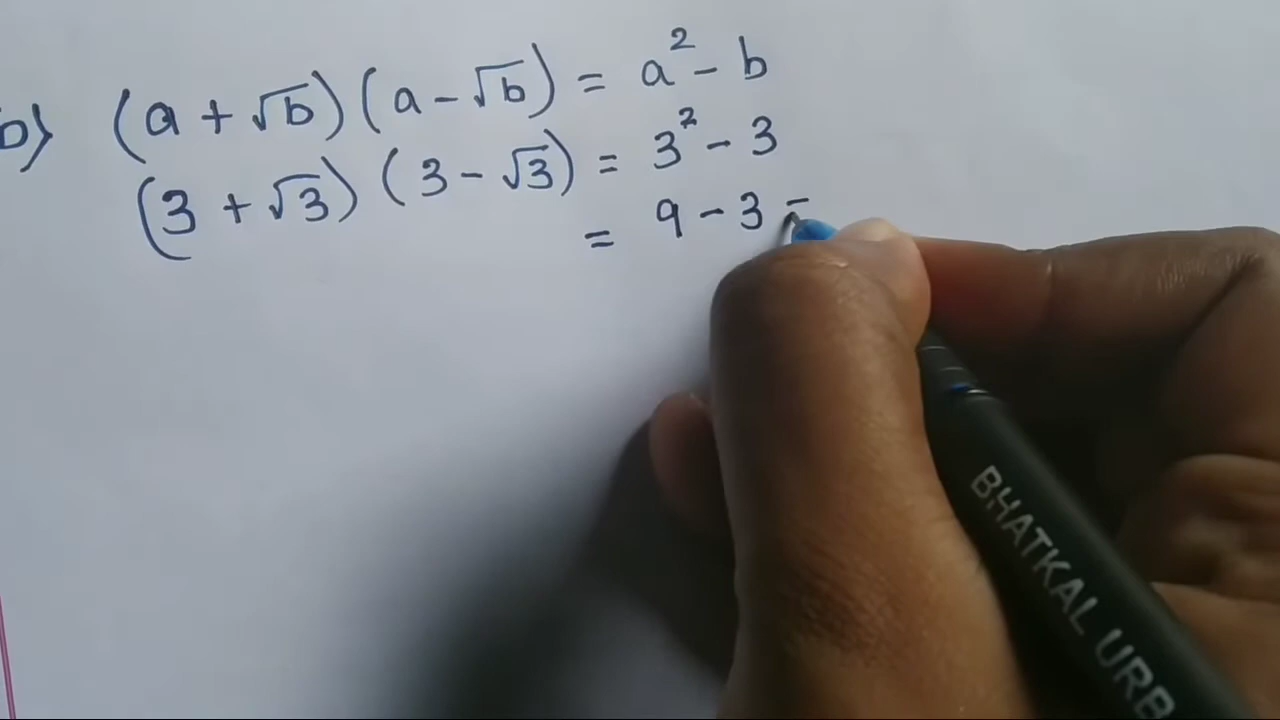 b) (a + √b) (a - √b) = a² - b
(3 + √3) (3 - √3) = 3² - 3
= 9 - 3 =
BHATKAL URB